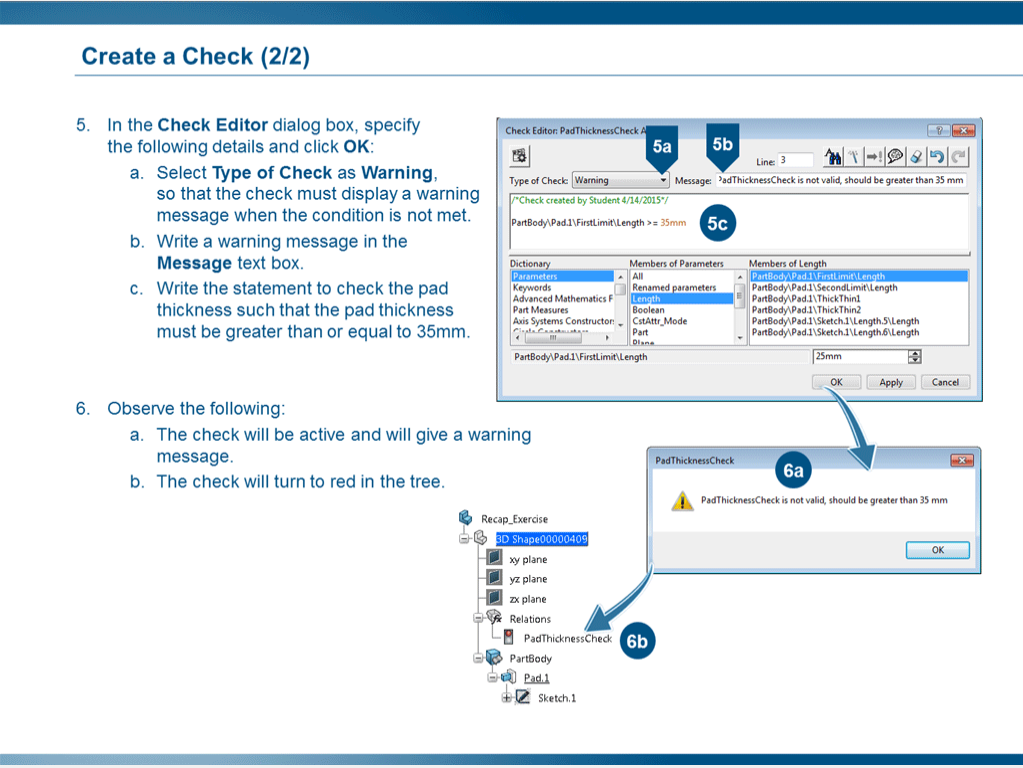 Create a Check (2/2)
5. In the Check Editor dialog box, specify
the following details and click OK:
a. Select Type of Check as Warning,
so that the check must display a warning
message when the condition is not met.
b. Write a warning message in the
Message text box.
c. Write the statement to check the pad
thickness such that the pad thickness
must be greater than or equal to 35mm.
6. Observe the following:
a. The check will be active and will give a warning
message.
b. The check will turn to red in the tree.
Check Editor: PadThicknessCheck A
5a
5b
Line: 3
Type of Check: Warning
Message: PadThicknessCheck is not valid, should be greater than 35 mm
/*Check created by Student 4/14/2015*/
PartBody\Pad.1\FirstLimit\Length >= 35mm
5c
Dictionary
Parameters
Keywords
Advanced Mathematics F
Part Measures
Axis Systems Constructor
Members of Parameters
All
Renamed parameters
Length
Boolean
CstAttr_Mode
Part
Plane
Members of Length
PartBody\Pad.1\FirstLimit\Length
PartBody\Pad.1\SecondLimit\Length
PartBody\Pad.1\ThickThin1
PartBody\Pad.1\ThickThin2
PartBody\Pad.1\Sketch.1\Length.5\Length
PartBody\Pad.1\Sketch.1\Length.6\Length
PartBody\Pad.1\FirstLimit\Length
25mm
OK
Apply
Cancel
PadThicknessCheck
6a
PadThicknessCheck is not valid, should be greater than 35 mm
OK
Recap_Exercise
3D Shape00000409
xy plane
yz plane
zx plane
Relations
PadThicknessCheck
6b
PartBody
Pad.1
Sketch.1